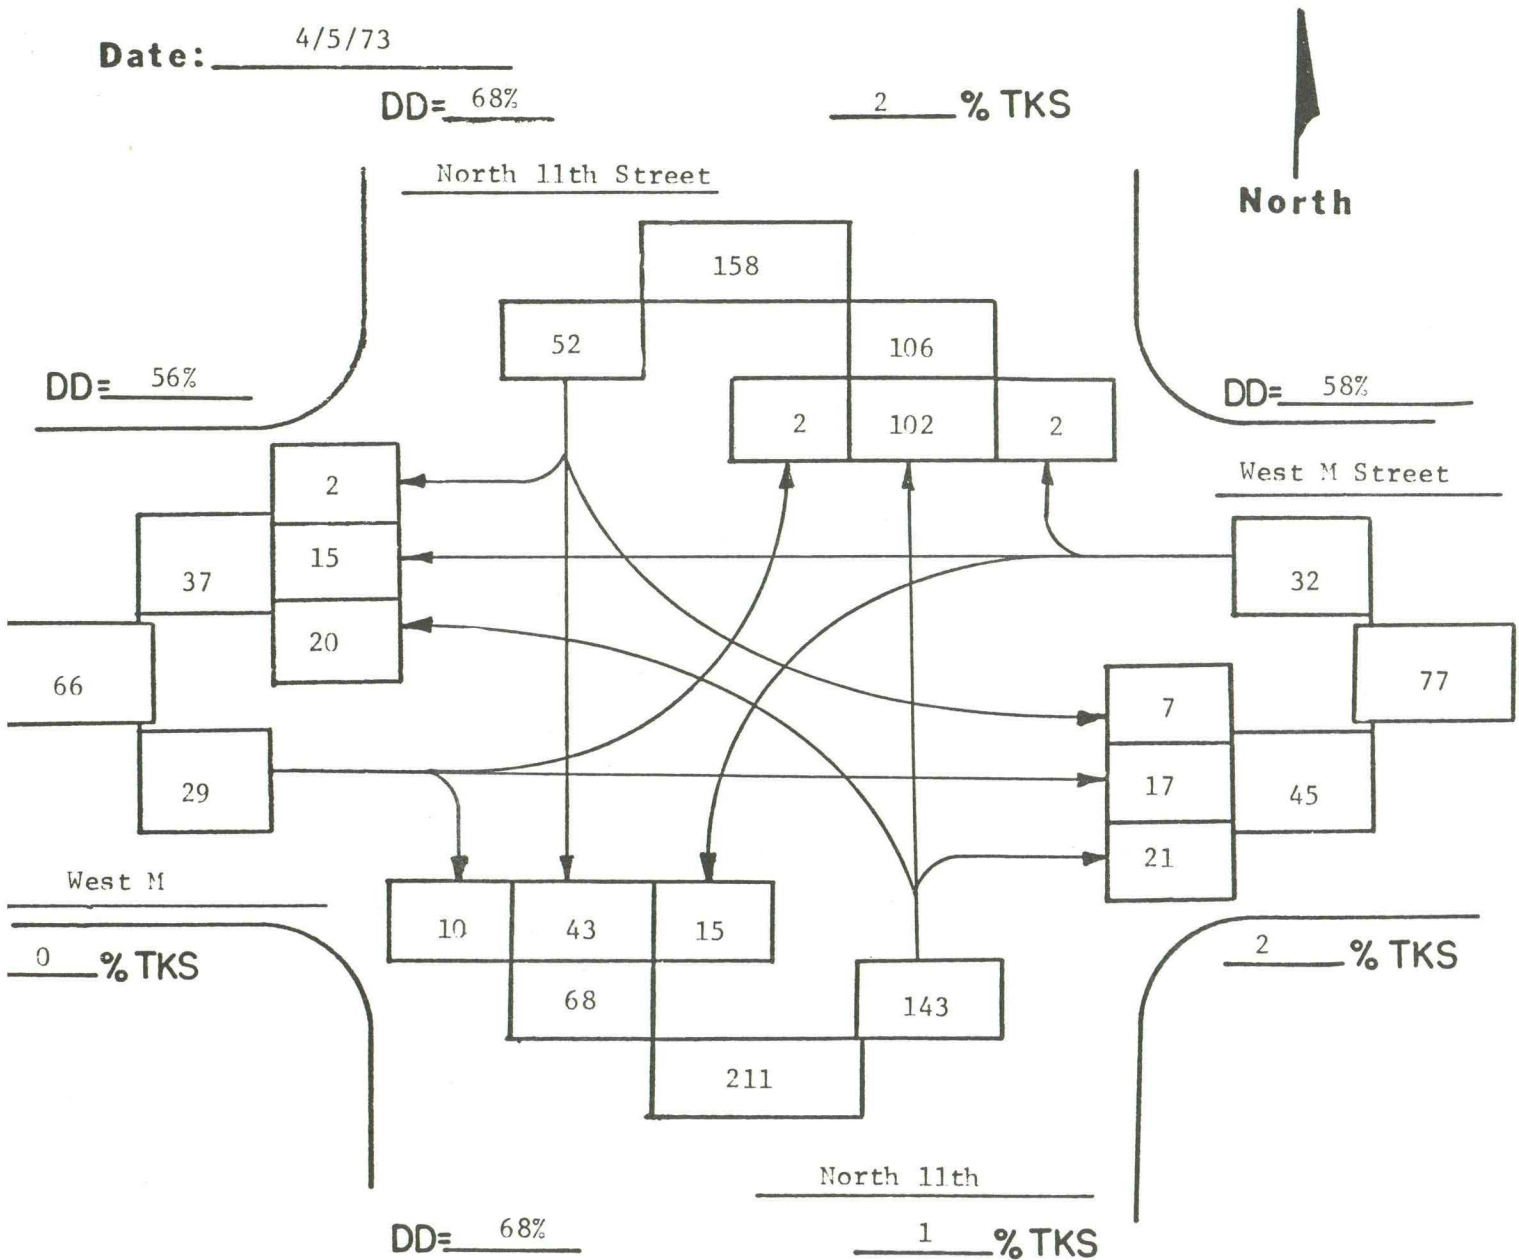 Date: 4/5/73
DD= 68% 2 % TKS
North 11th Street
North
158
52 106
DD= 56% DD= 58%
2 102 2
West M Street
2
15
37 32
20
66 77
7
29 17 45
21
West M
10 43 15
0 % TKS 2 % TKS
68 143
211
North 11th
DD= 68% 1 % TKS